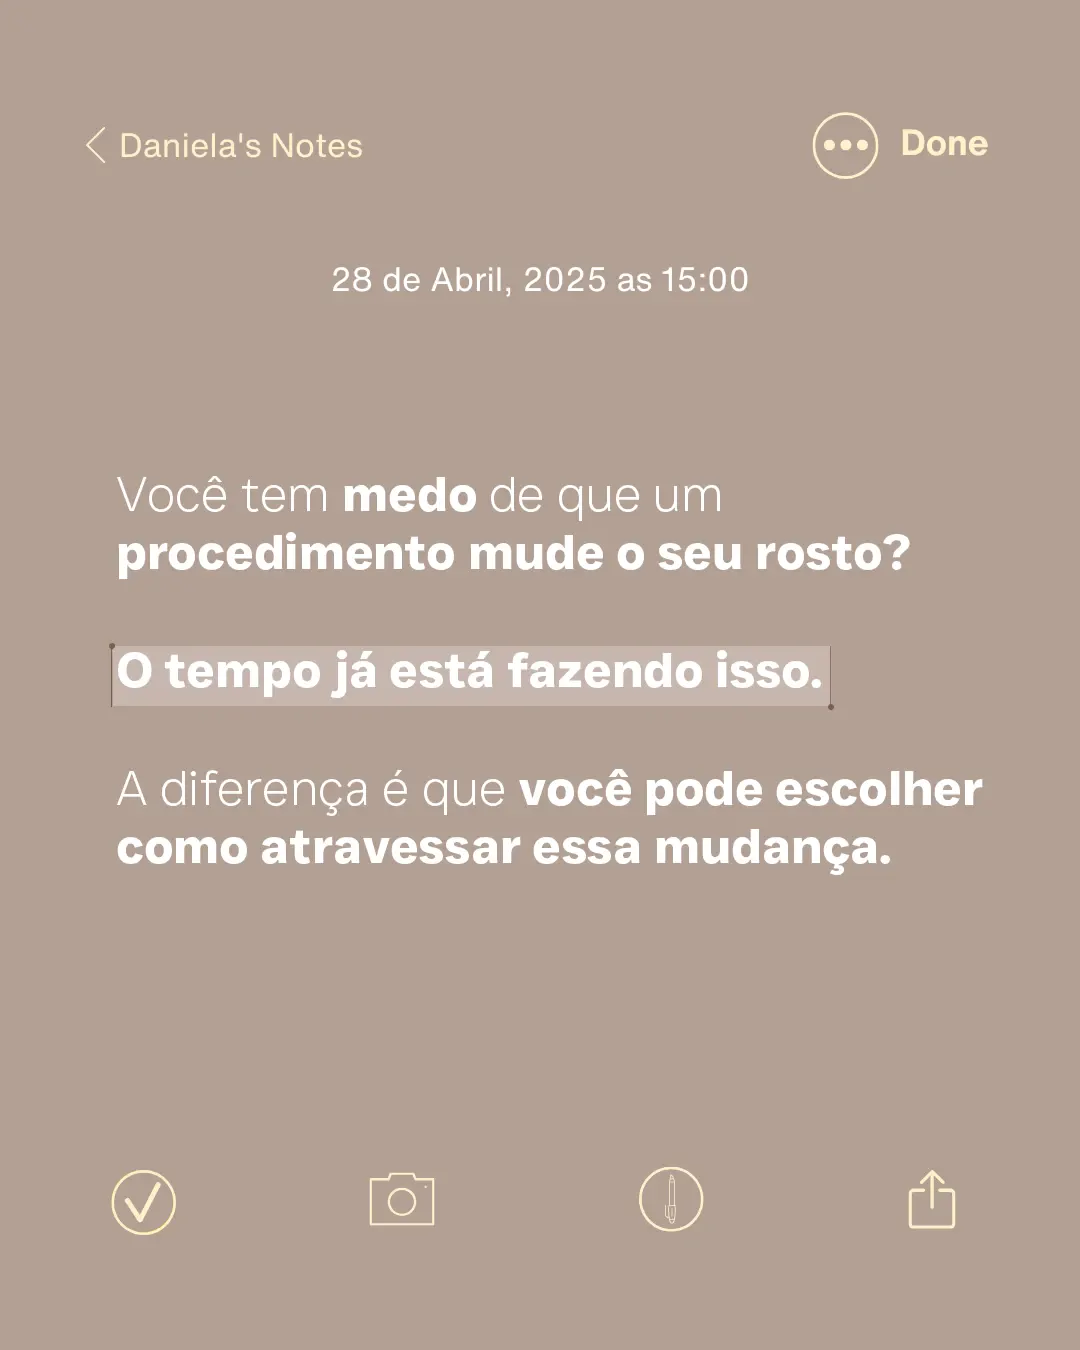 Daniela's Notes
Done
28 de Abril, 2025 as 15:00
Você tem medo de que um
procedimento mude o seu rosto?
O tempo já está fazendo isso.
A diferença é que você pode escolher
como atravessar essa mudança.